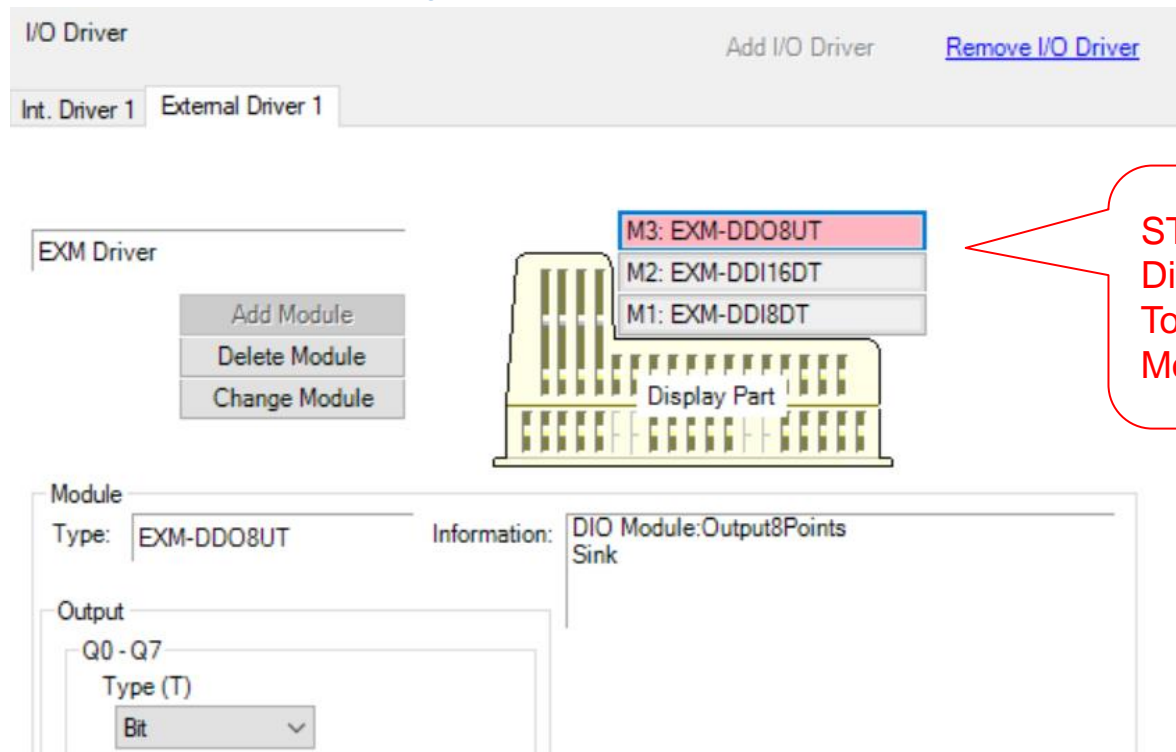 I/O Driver
Add I/O Driver Remove I/O Driver
Int. Driver 1 External Driver 1
EXM Driver
M3: EXM-DDO8UT
M2: EXM-DDI16DT
M1: EXM-DDI8DT
Add Module
Delete Module
Change Module
Display Part
Module
Type: EXM-DDO8UT Information: DIO Module:Output8Points
Sink
Output
Q0 - Q7
Type (T)
Bit